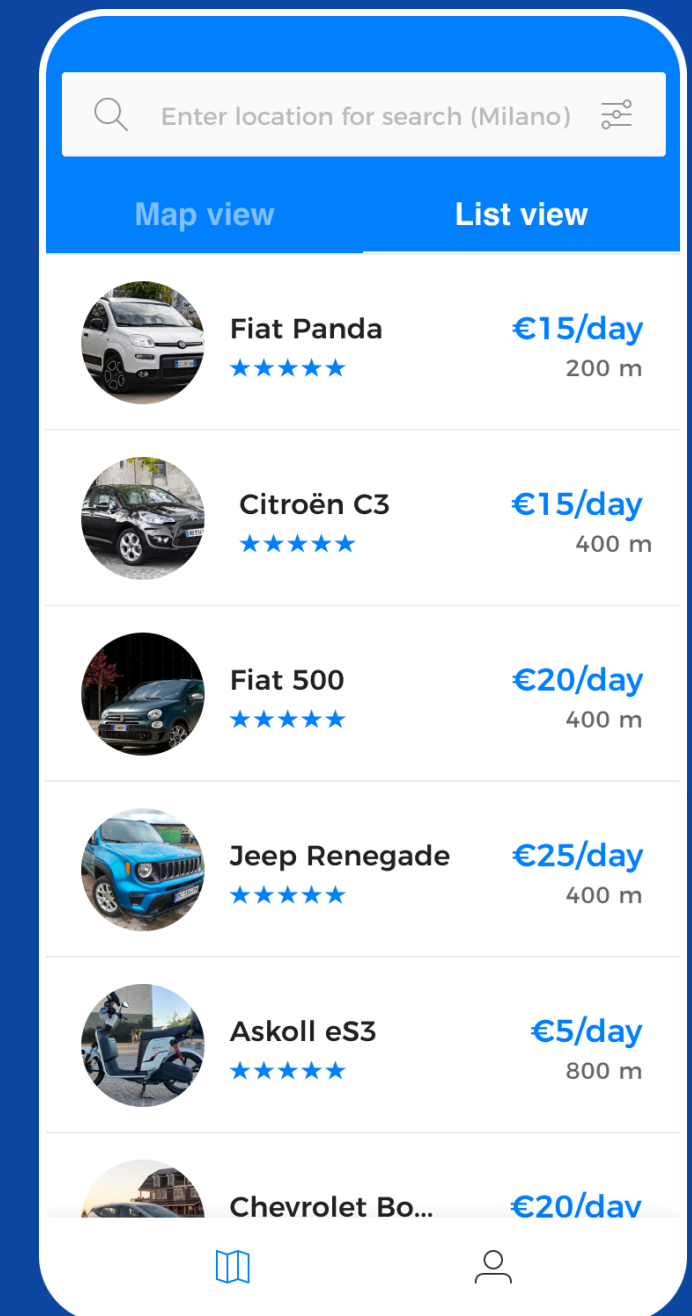 Enter location for search (Milano)
Map view List view
Fiat Panda €15/day
★★★★★ 200 m
Citroën C3 €15/day
★★★★★ 400 m
Fiat 500 €20/day
★★★★★ 400 m
Jeep Renegade €25/day
★★★★★ 400 m
Askoll eS3 €5/day
★★★★★ 800 m
Chevrolet Bo... €20/day